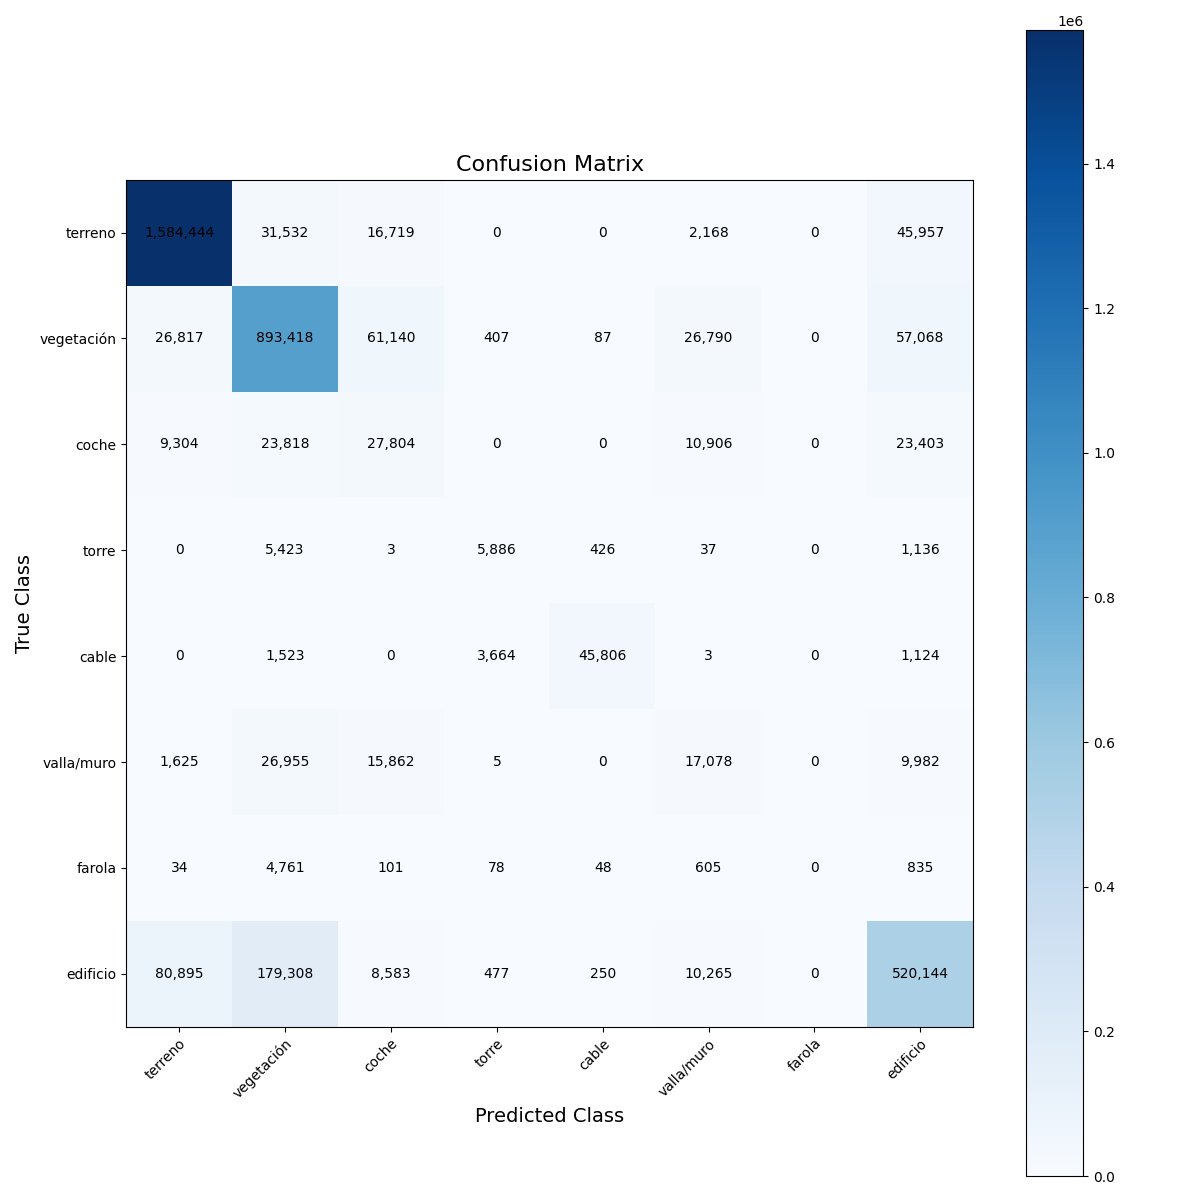 1e6
Confusion Matrix
terreno 1,584,444 31,532 16,719 0 0 2,168 0 45,957
vegetación 26,817 893,418 61,140 407 87 26,790 0 57,068
coche 9,304 23,818 27,804 0 0 10,906 0 23,403
torre 0 5,423 3 5,886 426 37 0 1,136
cable 0 1,523 0 3,664 45,806 3 0 1,124
valla/muro 1,625 26,955 15,862 5 0 17,078 0 9,982
farola 34 4,761 101 78 48 605 0 835
edificio 80,895 179,308 8,583 477 250 10,265 0 520,144
terreno vegetación coche torre cable valla/muro farola edificio
Predicted Class
True Class
1.4
1.2
1.0
0.8
0.6
0.4
0.2
0.0